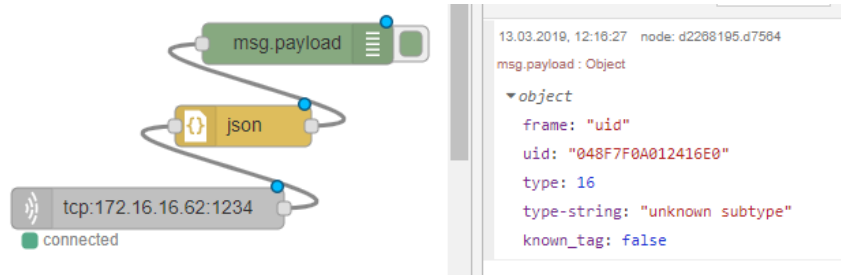 msg.payload
json
tcp:172.16.16.62:1234
connected
13.03.2019, 12:16:27 node: d2268195.d7564
msg.payload : Object
object
frame: "uid"
uid: "048F7F0A012416E0"
type: 16
type-string: "unknown subtype"
known_tag: false